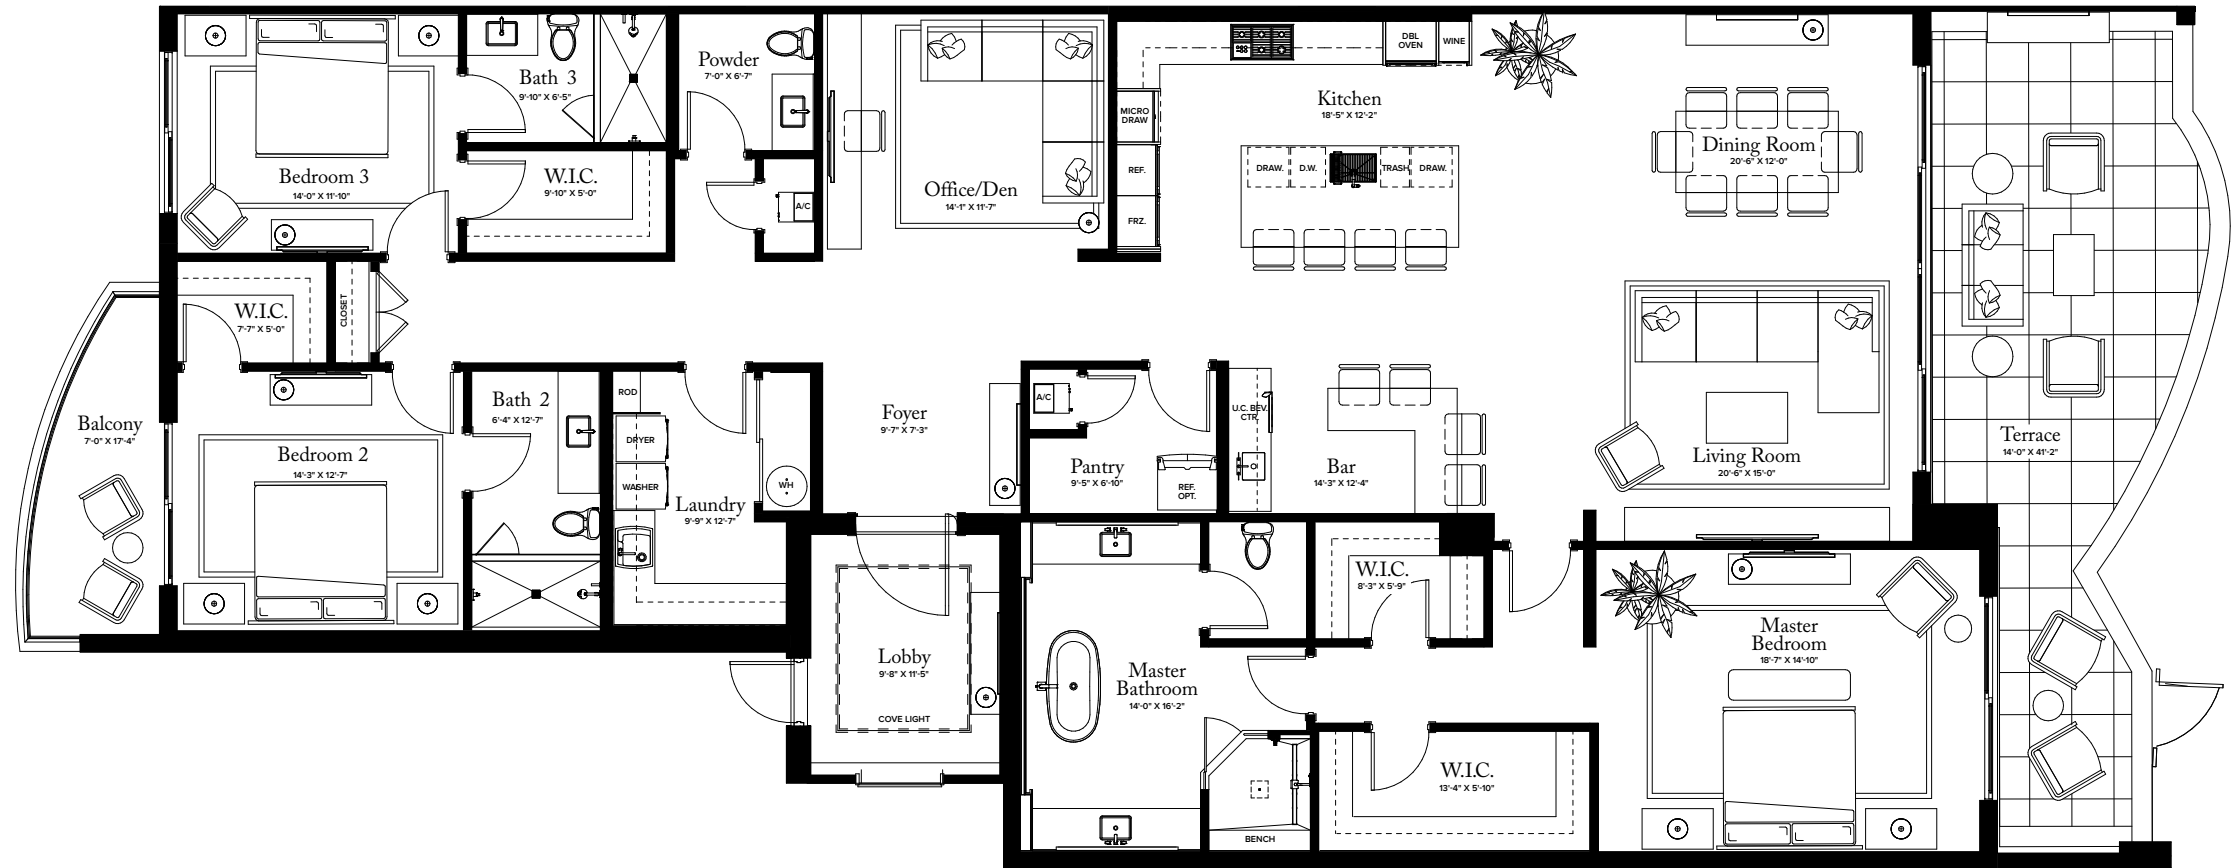 Bath 3
9'-10" X 6'-5"
Powder
7'-0" X 6'-7"
DBL
OVEN
WINE
Kitchen
18'-5" X 12'-2"
MICRO
DRAW
Dining Room
20'-6" X 12'-0"
Bedroom 3
14'-0" X 11'-10"
W.I.C.
9'-10" X 5'-0"
A/C
Office/Den
14'-1" X 11'-7"
REF.
FRZ.
DRAW.
D.W.
TRASH
DRAW.
W.I.C.
7'-7" X 5'-0"
CLOSET
Balcony
7'-0" X 17'-4"
Bedroom 2
14'-3" X 12'-7"
Bath 2
6'-4" X 12'-7"
ROD
DRYER
WASHER
Laundry
9'-9" X 12'-7"
WH
Foyer
9'-7" X 7'-3"
A/C
Pantry
9'-5" X 6'-10"
REF.
OPT.
U.C. BEV.
CTR.
Bar
14'-3" X 12'-4"
Living Room
20'-6" X 15'-0"
Terrace
14'-0" X 41'-2"
Lobby
9'-8" X 11'-5"
COVE LIGHT
Master
Bathroom
14'-0" X 16'-2"
W.I.C.
8'-3" X 5'-9"
Master
Bedroom
18'-7" X 14'-10"
W.I.C.
13'-4" X 5'-10"
BENCH